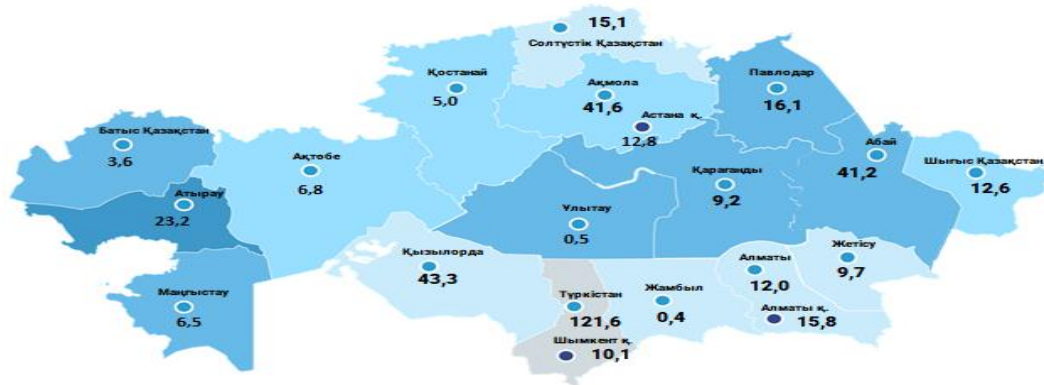 15,1
Солтүстік Қазақстан
Қостанай
5,0
Ақмола
41,6
Астана қ.
12,8
Павлодар
16,1
Батыс Қазақстан
3,6
Ақтобе
6,8
Абай
41,2
Шығыс Қазақстан
12,6
Атырау
23,2
Қарағанды
9,2
Ұлытау
0,5
Қызылорда
43,3
Алматы
12,0
Жетісу
9,7
Маңғыстау
6,5
Түркістан
121,6
Жамбыл
0,4
Алматы қ.
15,8
Шымкент қ.
10,1